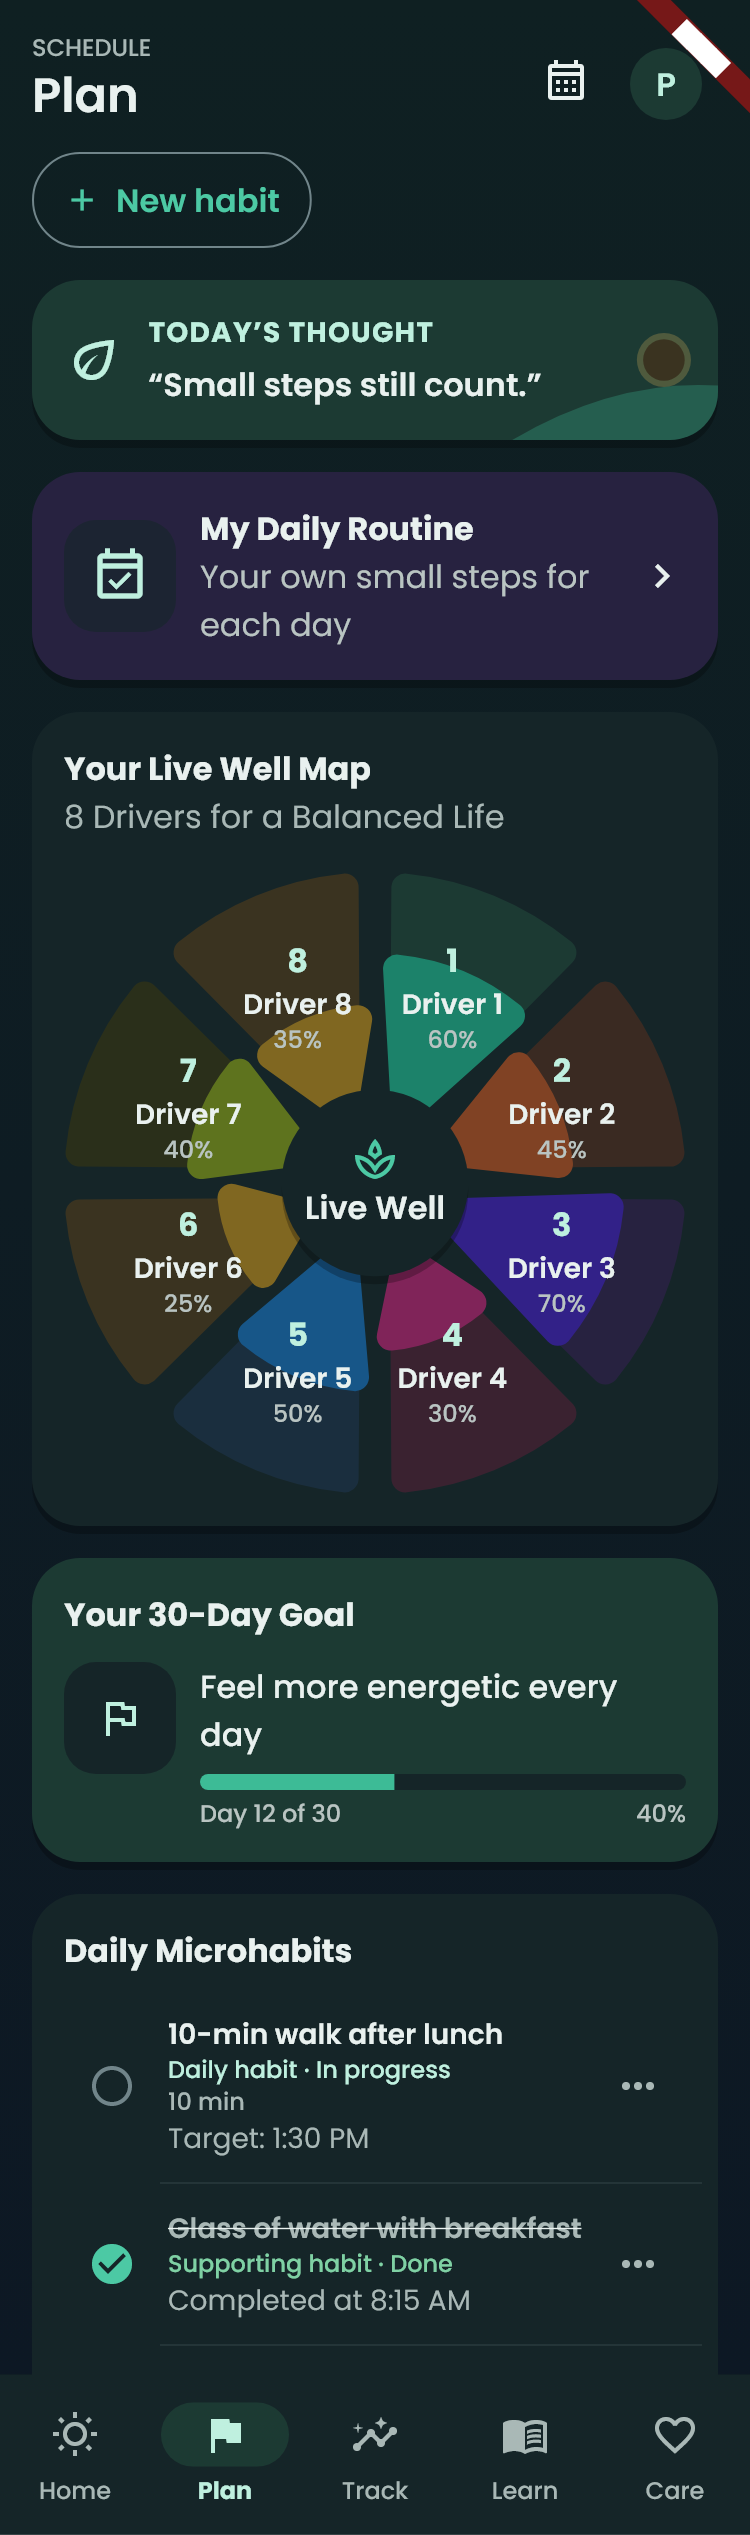 SCHEDULE
Plan
P
+ New habit
TODAY’S THOUGHT
“Small steps still count.”
My Daily Routine
Your own small steps for
each day
Your Live Well Map
8 Drivers for a Balanced Life
1
Driver 1
60%
2
Driver 2
45%
3
Driver 3
70%
4
Driver 4
30%
5
Driver 5
50%
6
Driver 6
25%
7
Driver 7
40%
8
Driver 8
35%
Live Well
Your 30-Day Goal
Feel more energetic every
day
Day 12 of 30
40%
Daily Microhabits
10-min walk after lunch
Daily habit · In progress
10 min
Target: 1:30 PM
Glass of water with breakfast
Supporting habit · Done
Completed at 8:15 AM
Home
Plan
Track
Learn
Care